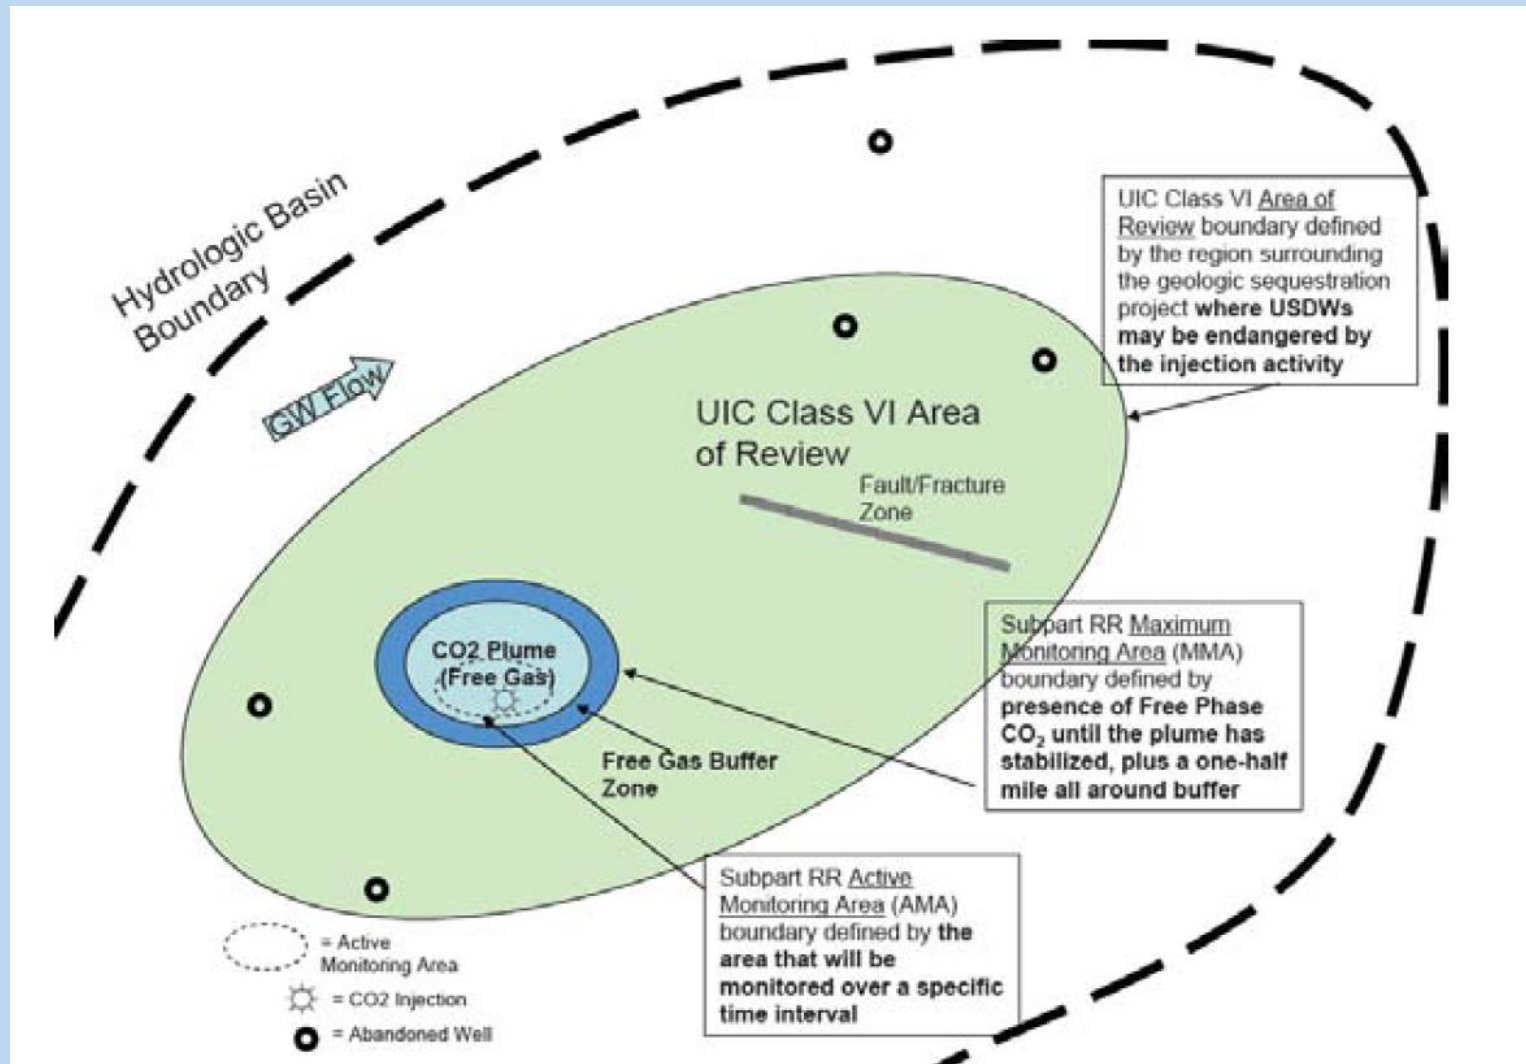 Hydrologic Basin
Boundary
GW Flow
UIC Class VI Area of
Review boundary defined
by the region surrounding
the geologic sequestration
project where USDWs
may be endangered by
the injection activity
UIC Class VI Area
of Review
Fault/Fracture
Zone
CO2 Plume
(Free Gas)
Free Gas Buffer
Zone
Subpart RR Maximum
Monitoring Area (MMA)
boundary defined by
presence of Free Phase
CO₂ until the plume has
stabilized, plus a one-half
mile all around buffer
Subpart RR Active
Monitoring Area (AMA)
boundary defined by the
area that will be
monitored over a specific
time interval
= Active
Monitoring Area
= CO2 Injection
= Abandoned Well